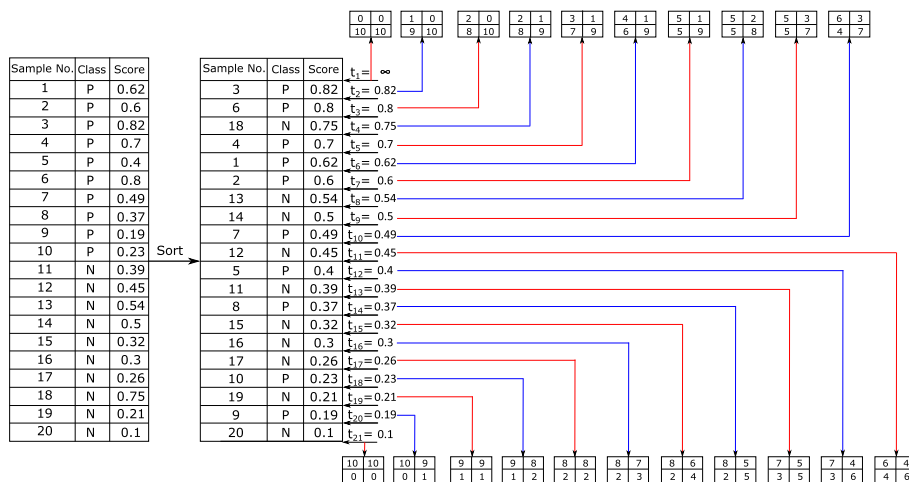 0 0 1 0 2 0 2 1 3 1 4 1 5 1 5 2 5 3 6 3
10 10 9 10 8 10 8 9 7 9 6 9 5 9 5 8 5 7 4 7
Sample No. Class Score Sample No. Class Score t1= ∞
1 P 0.62 3 P 0.82 t2= 0.82
2 P 0.6 6 P 0.8 t3= 0.8
3 P 0.82 18 N 0.75 t4= 0.75
4 P 0.7 4 P 0.7 t5= 0.7
5 P 0.4 1 P 0.62 t6= 0.62
6 P 0.8 2 P 0.6 t7= 0.6
7 P 0.49 13 N 0.54 t8= 0.54
8 P 0.37 14 N 0.5 t9= 0.5
9 P 0.19 7 P 0.49 t10= 0.49
10 P 0.23 Sort 12 N 0.45 t11= 0.45
11 N 0.39 5 P 0.4 t12= 0.4
12 N 0.45 11 N 0.39 t13= 0.39
13 N 0.54 8 P 0.37 t14= 0.37
14 N 0.5 15 N 0.32 t15= 0.32
15 N 0.32 16 N 0.3 t16= 0.3
16 N 0.3 17 N 0.26 t17= 0.26
17 N 0.26 10 P 0.23 t18= 0.23
18 N 0.75 19 N 0.21 t19= 0.21
19 N 0.21 9 P 0.19 t20= 0.19
20 N 0.1 20 N 0.1 t21= 0.1
10 10 10 9 9 9 9 8 8 8 8 7 8 6 8 5 7 5 7 4 6 4
0 0 0 1 1 1 1 2 2 2 2 3 2 4 2 5 3 5 3 6 4 6